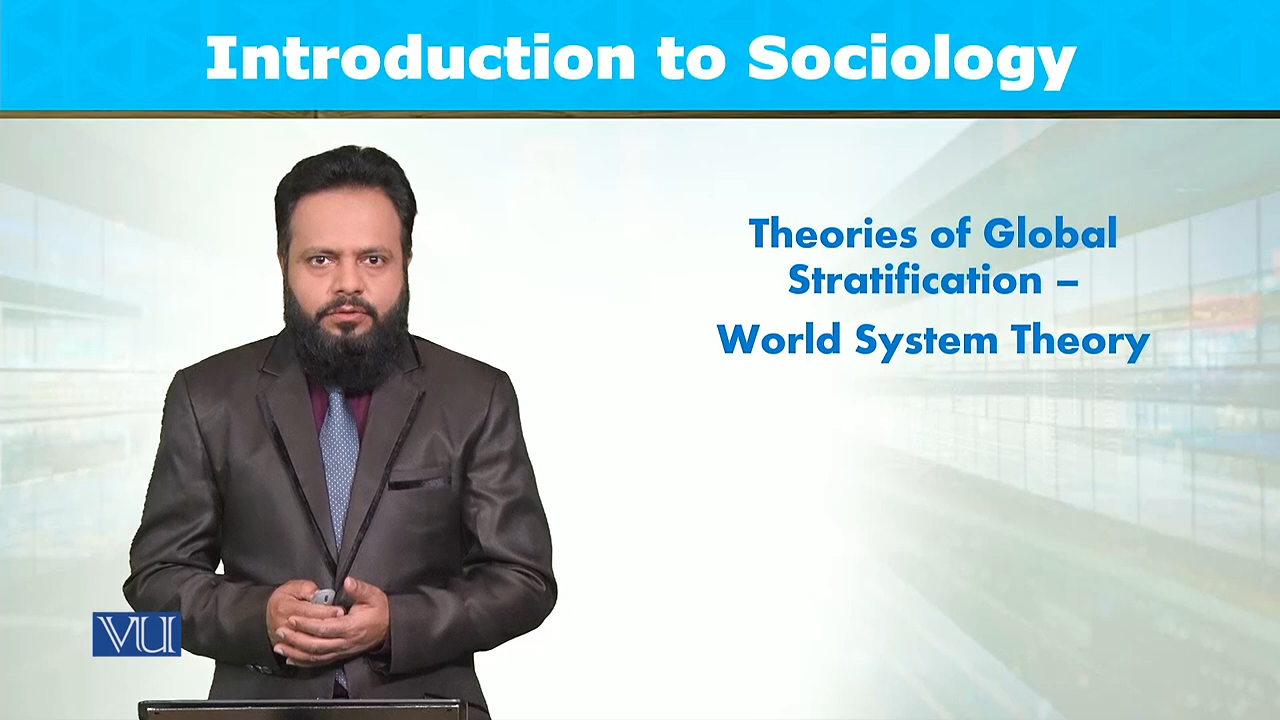 Introduction to Sociology
Theories of Global
Stratification –
World System Theory
VU